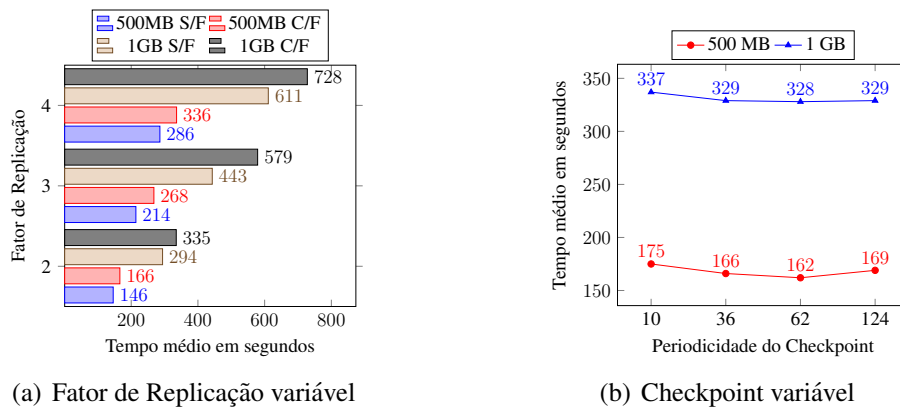 500MB S/F 500MB C/F
1GB S/F 1GB C/F
Fator de Replicação
4
3
2
728
611
336
286
579
443
268
214
335
294
166
146
200 400 600 800
Tempo médio em segundos
(a) Fator de Replicação variável
500 MB 1 GB
Tempo médio em segundos
350
300
250
200
150
337 329 328 329
175 166 162 169
10 36 62 124
Periodicidade do Checkpoint
(b) Checkpoint variável